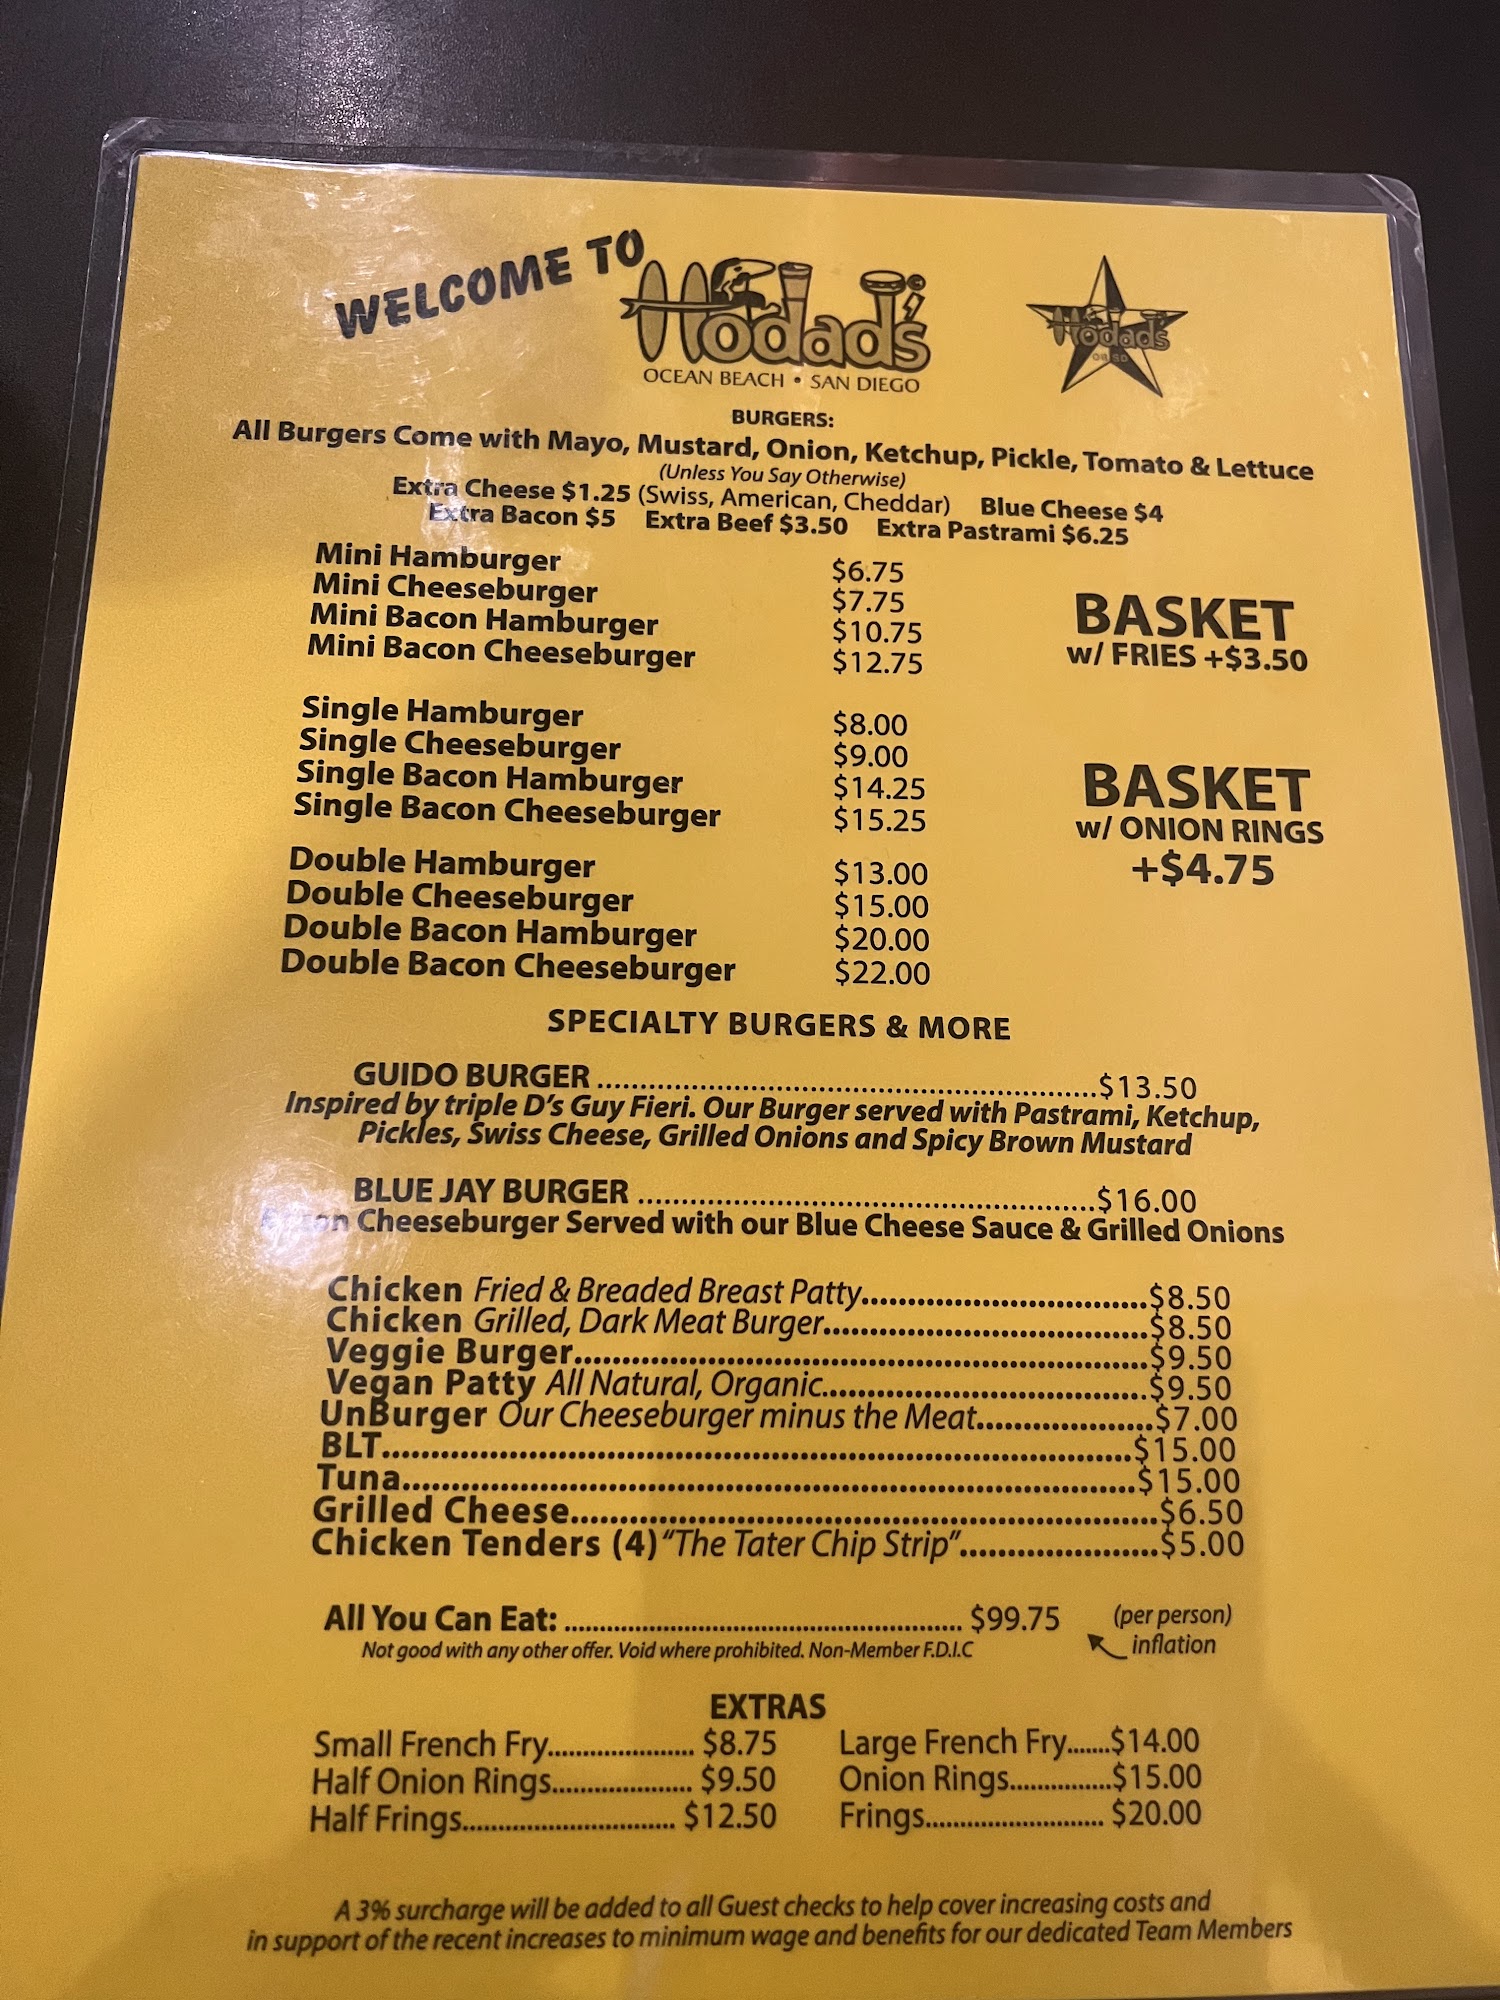 WELCOME TO
Hodad's©
OCEAN BEACH • SAN DIEGO
Hodad's
OB SD
BURGERS:
All Burgers Come with Mayo, Mustard, Onion, Ketchup, Pickle, Tomato & Lettuce
(Unless You Say Otherwise)
Extra Cheese $1.25 (Swiss, American, Cheddar) Blue Cheese $4
Extra Bacon $5 Extra Beef $3.50 Extra Pastrami $6.25
Mini Hamburger $6.75
Mini Cheeseburger $7.75
Mini Bacon Hamburger $10.75
Mini Bacon Cheeseburger $12.75
BASKET
w/ FRIES +$3.50
Single Hamburger $8.00
Single Cheeseburger $9.00
Single Bacon Hamburger $14.25
Single Bacon Cheeseburger $15.25
BASKET
w/ ONION RINGS
+$4.75
Double Hamburger $13.00
Double Cheeseburger $15.00
Double Bacon Hamburger $20.00
Double Bacon Cheeseburger $22.00
SPECIALTY BURGERS & MORE
GUIDO BURGER ........ $13.50
Inspired by triple D's Guy Fieri. Our Burger served with Pastrami, Ketchup,
Pickles, Swiss Cheese, Grilled Onions and Spicy Brown Mustard
BLUE JAY BURGER ........ $16.00
Cheeseburger Served with our Blue Cheese Sauce & Grilled Onions
Chicken Fried & Breaded Breast Patty........$8.50
Chicken Grilled, Dark Meat Burger........$8.50
Veggie Burger........$9.50
Vegan Patty All Natural, Organic........$9.50
UnBurger Our Cheeseburger minus the Meat........$7.00
BLT........$15.00
Tuna........$15.00
Grilled Cheese........$6.50
Chicken Tenders (4) "The Tater Chip Strip"........$5.00
All You Can Eat: ........ $99.75 (per person)
inflation
Not good with any other offer. Void where prohibited. Non-Member F.D.I.C
EXTRAS
Small French Fry........ $8.75 Large French Fry........$14.00
Half Onion Rings........ $9.50 Onion Rings........$15.00
Half Frings........ $12.50 Frings........ $20.00
A 3% surcharge will be added to all Guest checks to help cover increasing costs and
in support of the recent increases to minimum wage and benefits for our dedicated Team Members